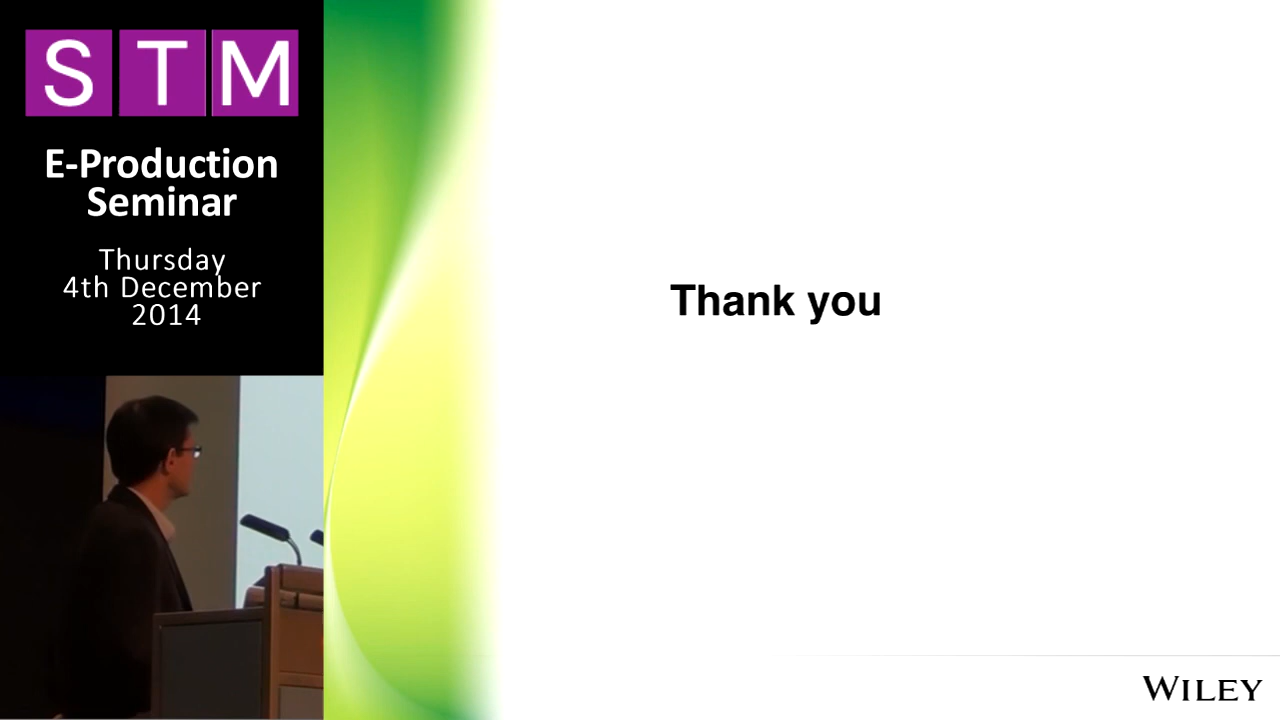 STM
E-Production
Seminar
Thursday
4th December
2014
Thank you
WILEY